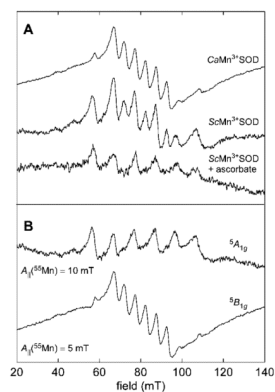 A
CaMn³⁺SOD
ScMn³⁺SOD
ScMn³⁺SOD
+ ascorbate
B
⁵A₁g
A∥(⁵⁵Mn) = 10 mT
⁵B₁g
A∥(⁵⁵Mn) = 5 mT
20 40 60 80 100 120 140
field (mT)